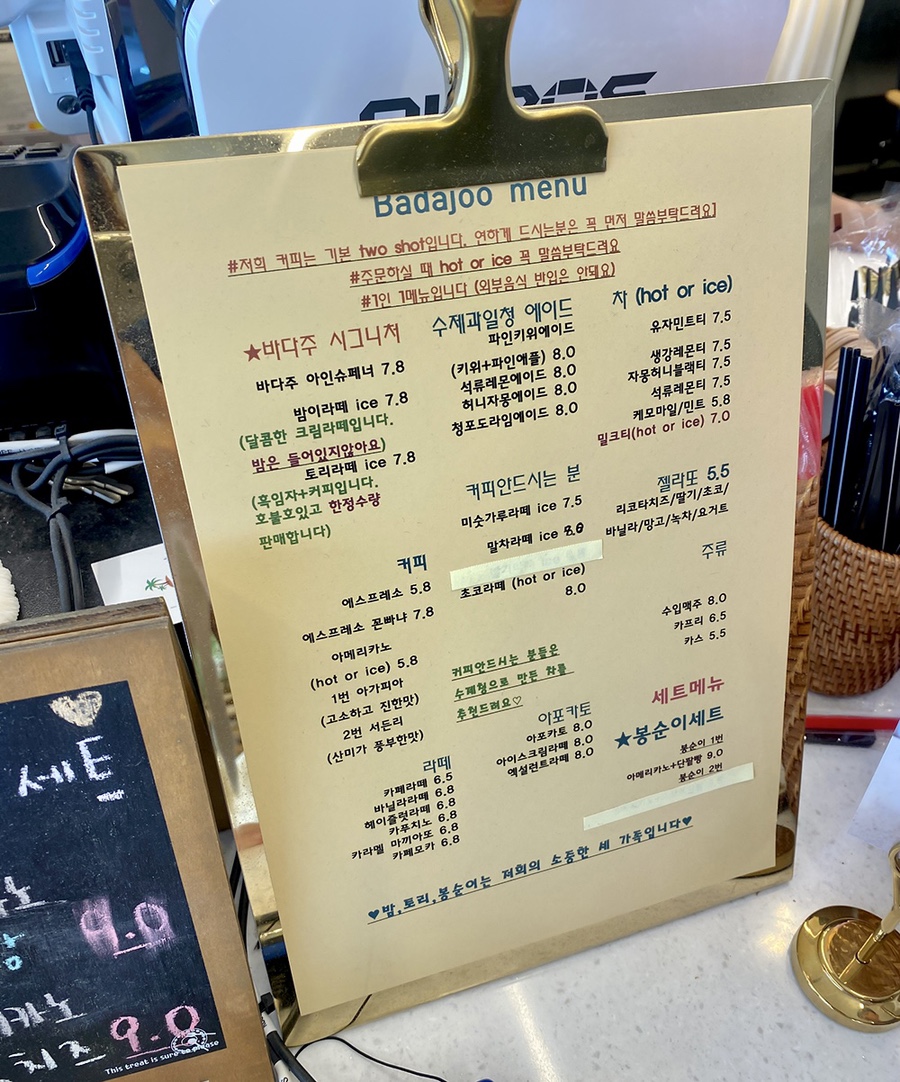 Badajoo menu
#저희 커피는 기본 two shot입니다. 연하게 드시는분은 꼭 먼저 말씀부탁드려요]
#주문하실 때 hot or ice 꼭 말씀부탁드려요
#1인 1메뉴입니다 (외부음식 반입은 안돼요)
★바다주 시그니쳐
바다주 아인슈페너 7.8
밤이라떼 ice 7.8
(달콤한 크림라떼입니다.
밤은 들어있지않아요)
토리라떼 ice 7.8
(흑임자+커피입니다.
호불호있고 한정수량
판매합니다)
커피
에스프레소 5.8
에스프레소 꼰빠냐 7.8
아메리카노
(hot or ice) 5.8
1번 아가피아
(고소하고 진한맛)
2번 서든리
(산미가 풍부한맛)
라떼
카페라떼 6.5
바닐라라떼 6.8
헤이즐럿라떼 6.8
카푸치노 6.8
카라멜 마끼아또 6.8
카페모카 6.8
수제과일청 에이드
파인키위에이드
(키위+파인애플) 8.0
석류레몬에이드 8.0
허니자몽에이드 8.0
청포도라임에이드 8.0
커피안드시는 분
미숫가루라떼 ice 7.5
말차라떼 ice
초코라떼 (hot or ice)
8.0
커피안드시는 분들은
수제청으로 만든 차를
추천드려요♡
아포카토
아포카토 8.0
아이스크림라떼 8.0
엑설런트라떼 8.0
차 (hot or ice)
유자민트티 7.5
생강레몬티 7.5
자몽허니블랙티 7.5
석류레몬티 7.5
케모마일/민트 5.8
밀크티(hot or ice) 7.0
젤라또 5.5
리코타치즈/딸기/초코/
바닐라/망고/녹차/요거트
주류
수입맥주 8.0
카프리 6.5
카스 5.5
세트메뉴
★봉순이세트
봉순이 1번
아메리카노+단팥빵 9.0
봉순이 2번
♥밤,토리,봉순이는 저희의 소중한 세 가족입니다♥
세트
9.0
치즈 9.0
This treat is sure to please